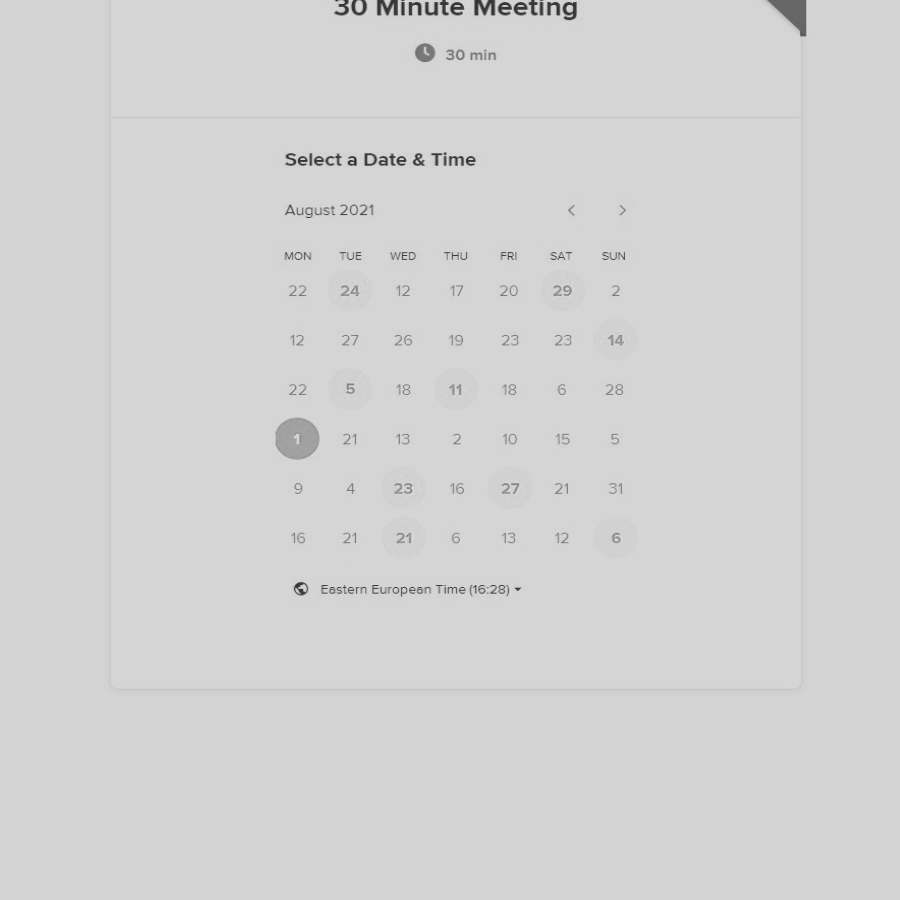 30 Minute Meeting
30 min
Select a Date & Time
August 2021
MON TUE WED THU FRI SAT SUN
22 24 12 17 20 29 2
12 27 26 19 23 23 14
22 5 18 11 18 6 28
1 21 13 2 10 15 5
9 4 23 16 27 21 31
16 21 21 6 13 12 6
Eastern European Time (16:28)